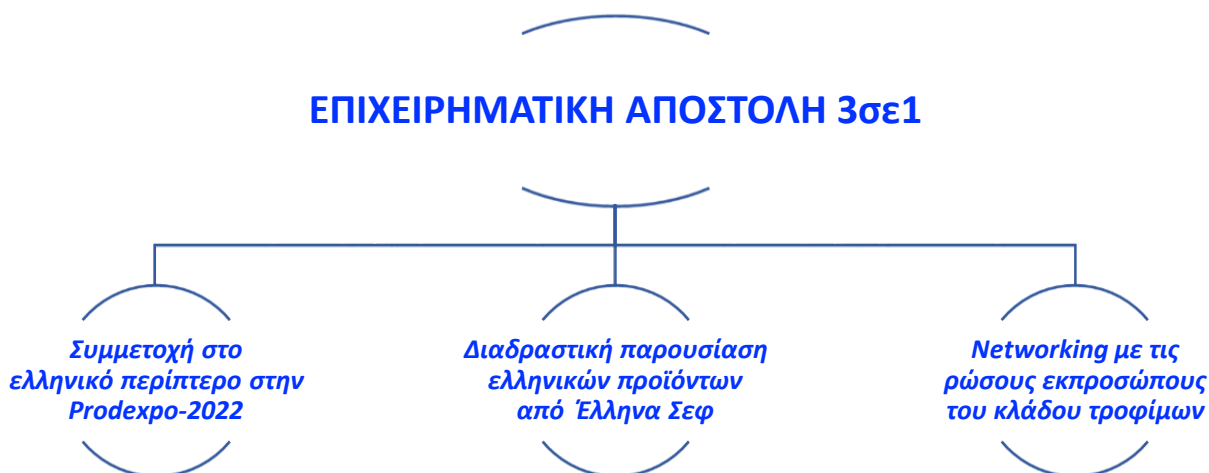 ΕΠΙΧΕΙΡΗΜΑΤΙΚΗ ΑΠΟΣΤΟΛΗ 3σε1
Συμμετοχή στο
ελληνικό περίπτερο στην
Prodexpo-2022
Διαδραστική παρουσίαση
ελληνικών προϊόντων
από Έλληνα Σεφ
Networking με τις
ρώσους εκπροσώπους
του κλάδου τροφίμων